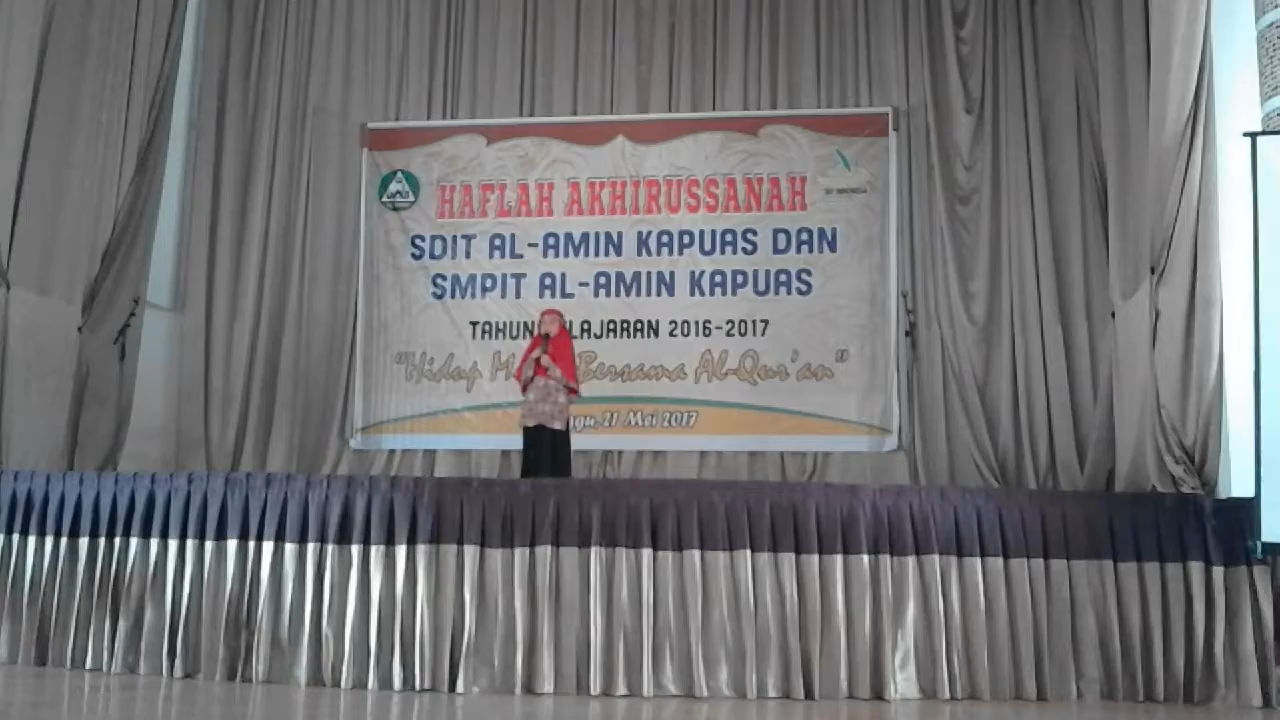 HAFLAH AKHIRUSSANAH
SDIT AL-AMIN KAPUAS DAN
SMPIT AL-AMIN KAPUAS
TAHUN LAJARAN 2016-2017
"Hidup Bersama Al-Qur'an"
21 Mei 2017